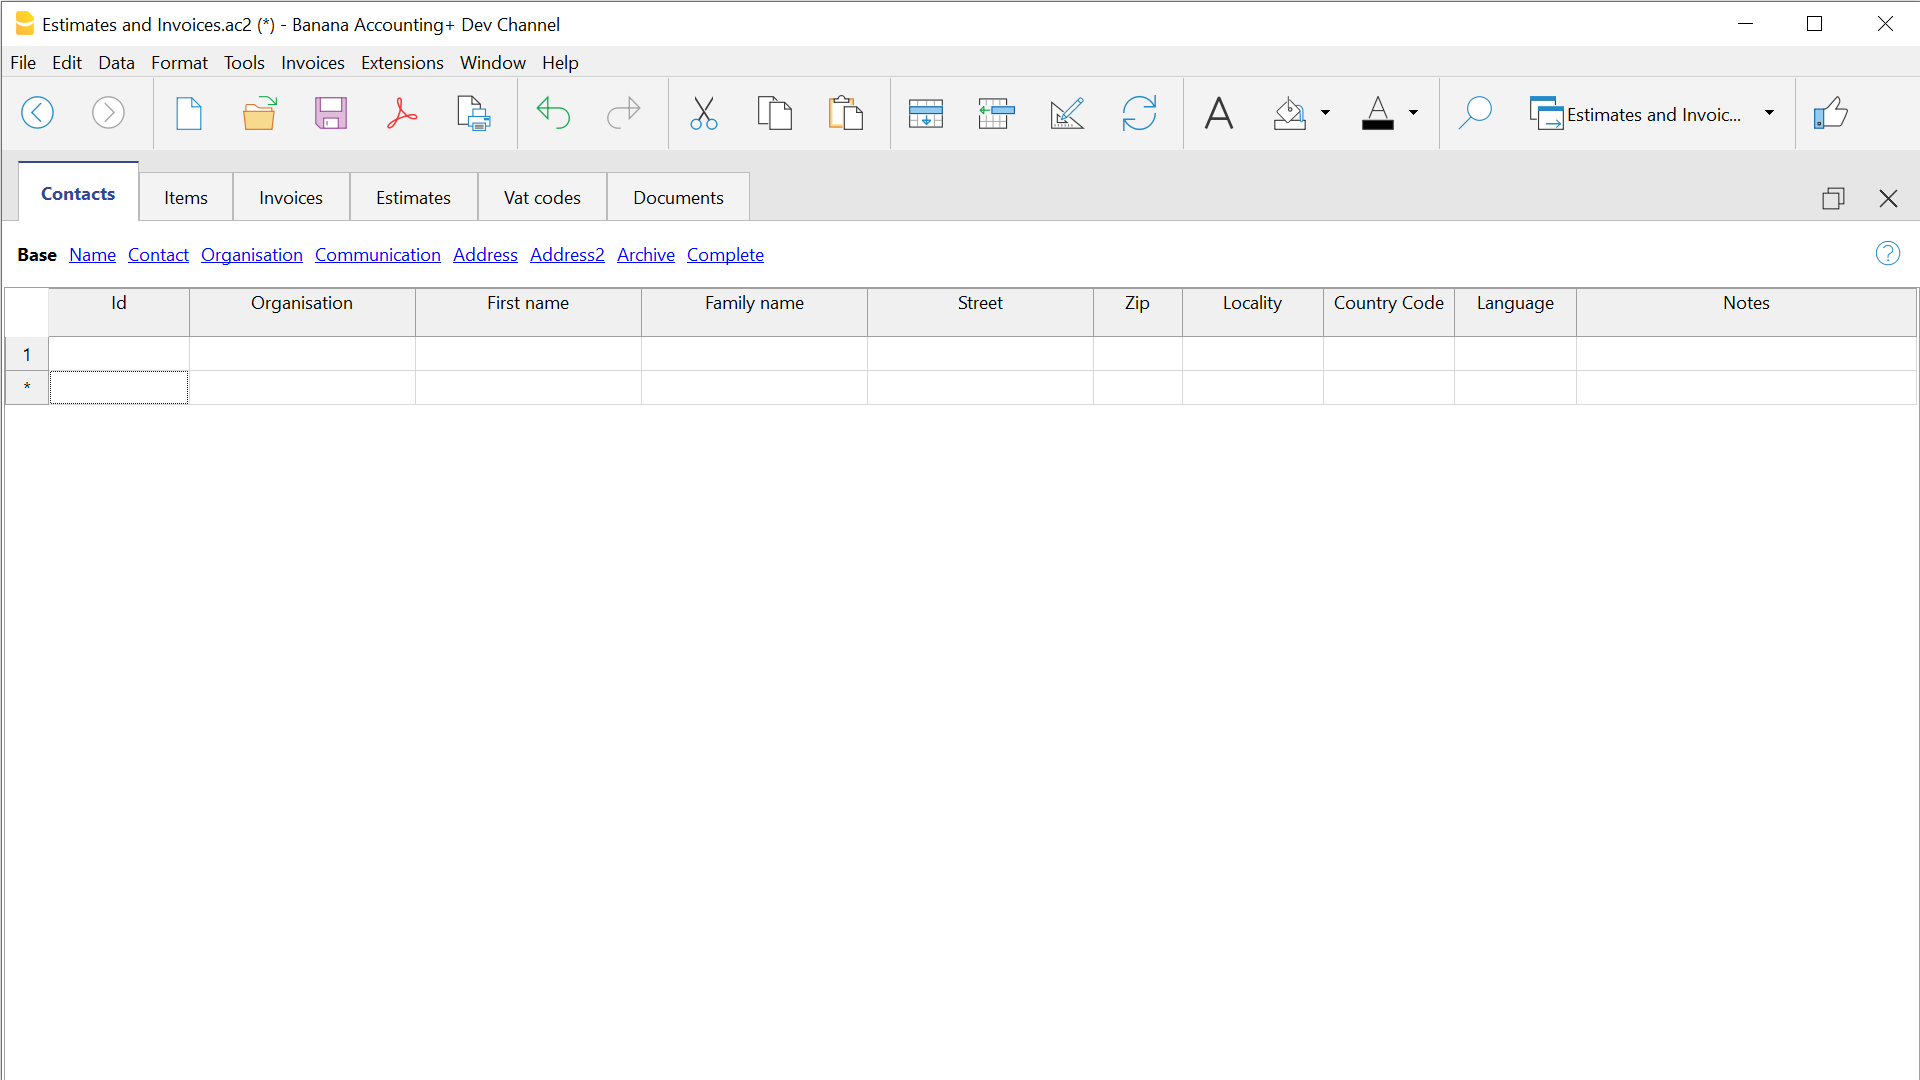 Estimates and Invoices.ac2 (*) - Banana Accounting+ Dev Channel
File Edit Data Format Tools Invoices Extensions Window Help
Estimates and Invoic...
Contacts Items Invoices Estimates Vat codes Documents
Base Name Contact Organisation Communication Address Address2 Archive Complete
Id Organisation First name Family name Street Zip Locality Country Code Language Notes
1
*